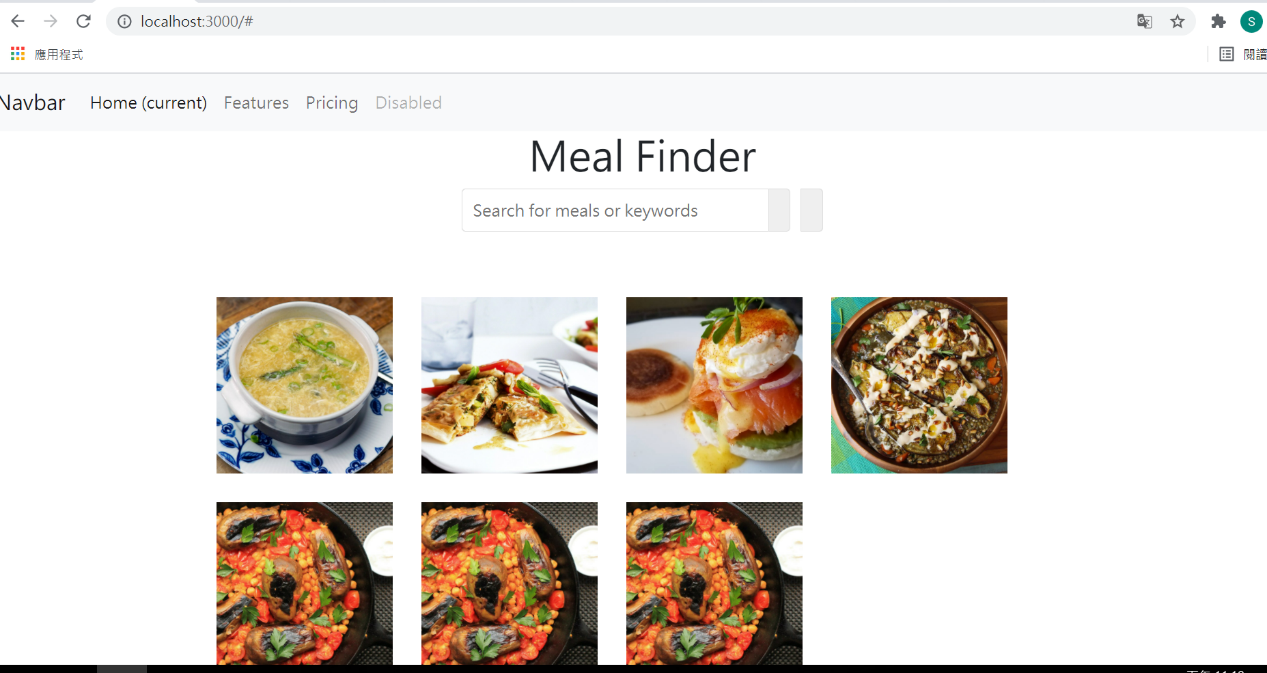 localhost:3000/#
S
應用程式
閱讀
Navbar Home (current) Features Pricing Disabled
Meal Finder
Search for meals or keywords